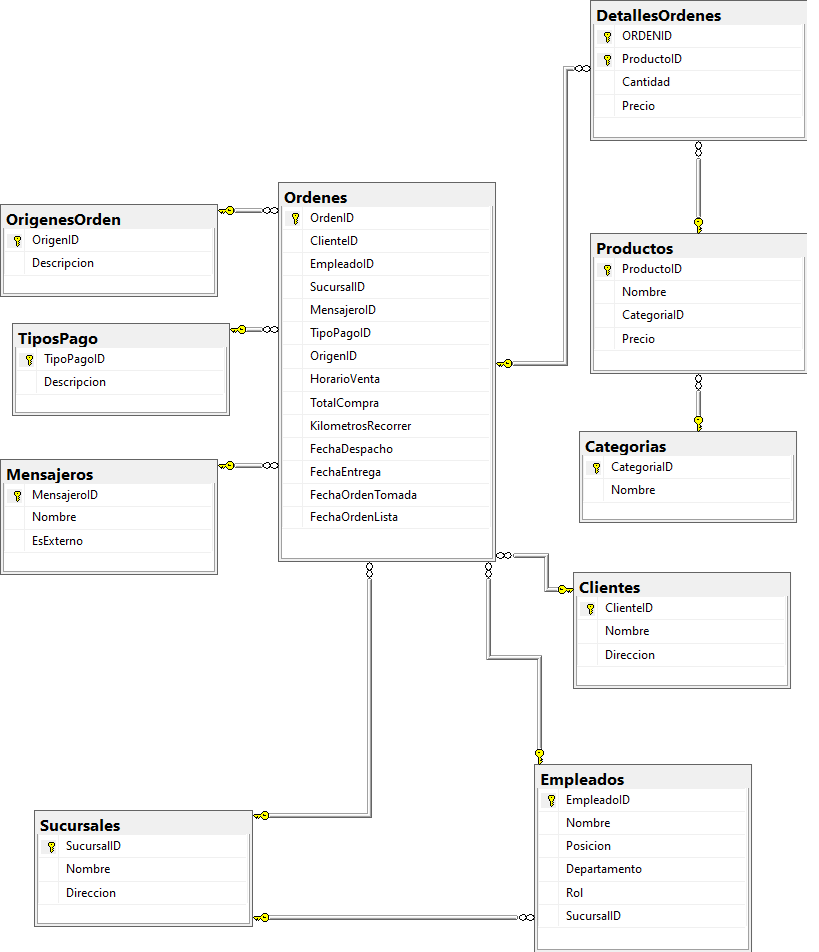 DetallesOrdenes
ORDENID
ProductoID
Cantidad
Precio
Ordenes
OrdenID
ClienteID
EmpleadoID
SucursalID
MensajeroID
TipoPagoID
OrigenID
HorarioVenta
TotalCompra
KilometrosRecorrer
FechaDespacho
FechaEntrega
FechaOrdenTomada
FechaOrdenLista
OrigenesOrden
OrigenID
Descripcion
TiposPago
TipoPagoID
Descripcion
Mensajeros
MensajeroID
Nombre
EsExterno
Productos
ProductoID
Nombre
CategoriaID
Precio
Categorias
CategoriaID
Nombre
Clientes
ClienteID
Nombre
Direccion
Empleados
EmpleadoID
Nombre
Posicion
Departamento
Rol
SucursalID
Sucursales
SucursalID
Nombre
Direccion